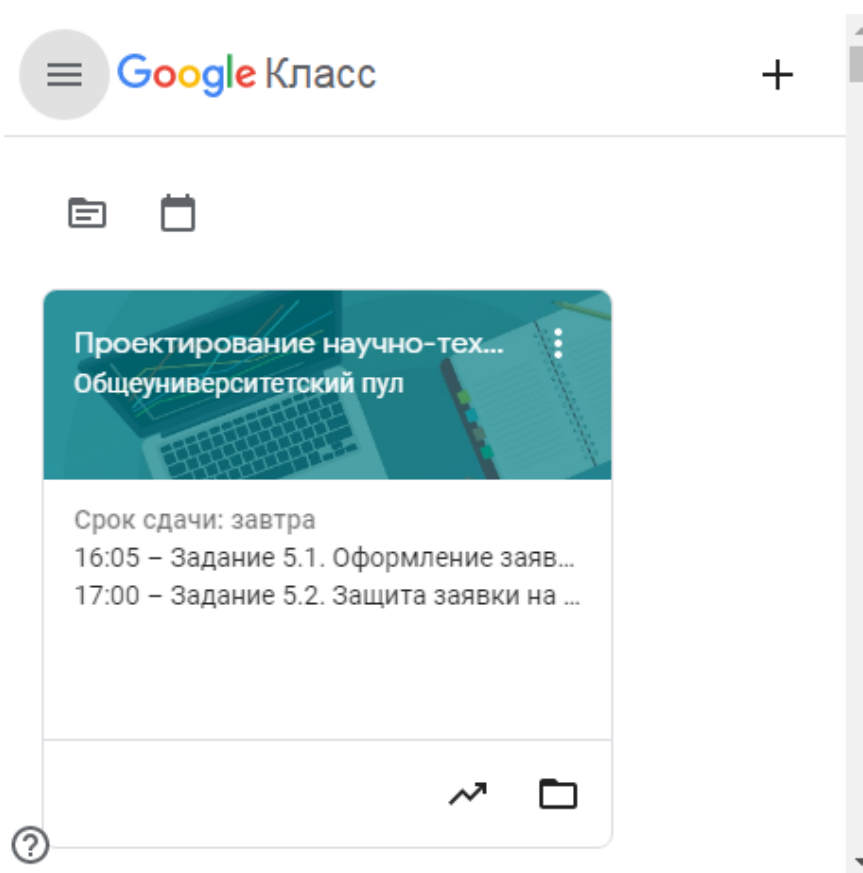 Google Класс
Проектирование научно-тех...
Общеуниверситетский пул
Срок сдачи: завтра
16:05 – Задание 5.1. Оформление заяв...
17:00 – Задание 5.2. Защита заявки на ...